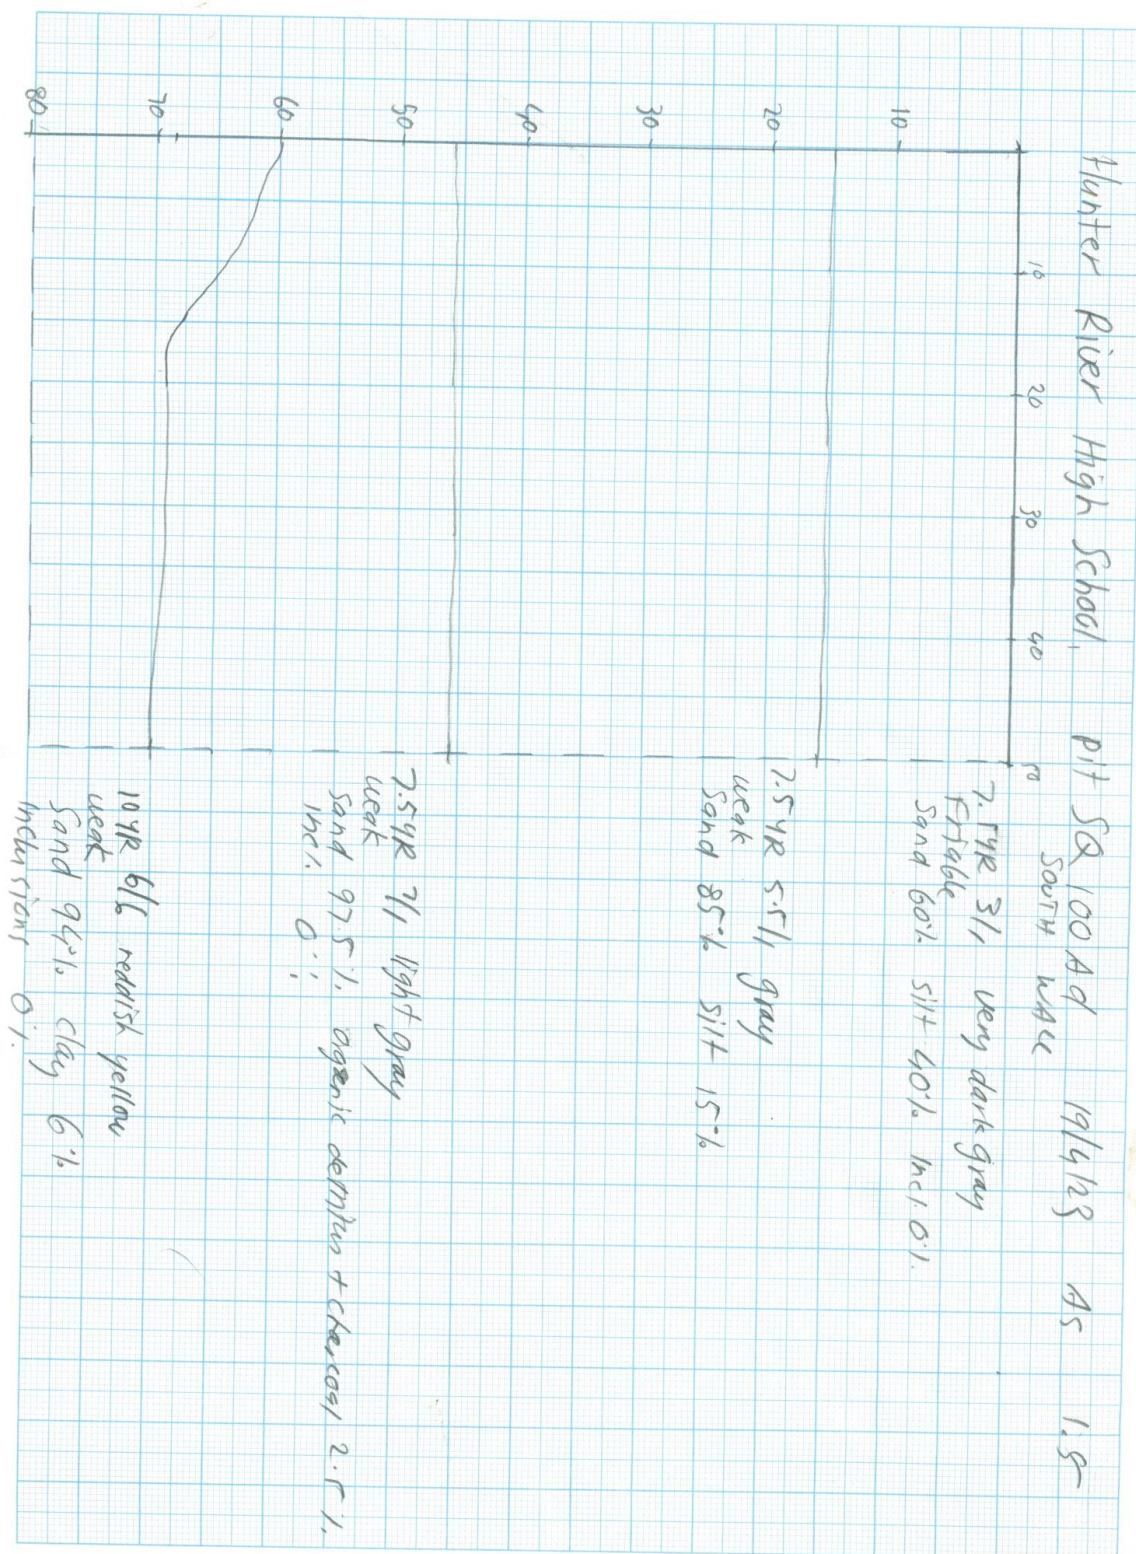 Hunter River High School, pit SQ 100 Ad 19/4/23 AS 1:5
SOUTH WALL
10 20 30 40 50
10
20
30
40
50
60
70
80
7.5YR 3/1 very dark gray
Friable
Sand 60% silt 40% Incl. 0%
7.5YR 5.5/1 gray
weak
Sand 85% silt 15%
7.5YR 7/1 light gray
weak
Sand 97.5% organic detritus + charcoal 2.5%
incl. 0%
10YR 6/6 reddish yellow
weak
Sand 94% clay 6%
inclusions 0%